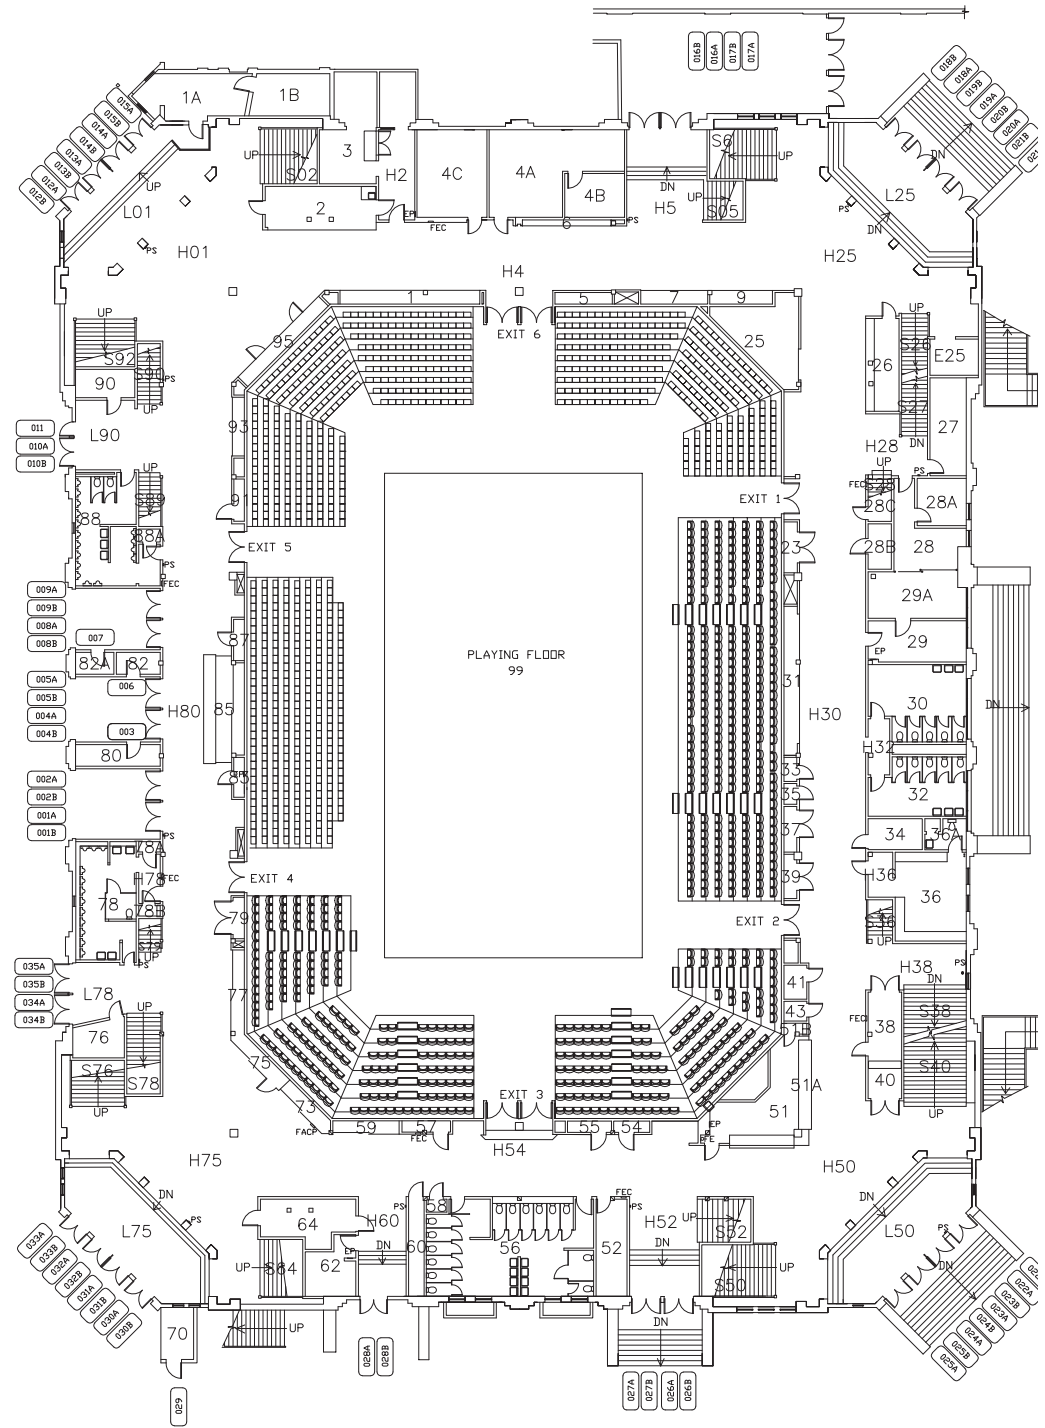 016B 016A 017B 017A
018B
018A
019B
019A
020B
020A
021B
015A
015B
014A
014B
013A
013B
012A
012B
1A 1B
3
UP S02
H2
4C 4A 4B
S6 UP
DN
H5
UP S05
DN
L25
DN
UP
L01
2
EP
FEC
6
PS
PS
PS
H01
H25
H4
1 5 7 9
EXIT 6
95
25
UP
S92
S90
PS
90
UP
UP
S26
26
E25
S27
DN
27
93
011
010A
010B
L90
H28
UP
S28
PS
FEC
28C
28A
91
EXIT 1
UP
S89
88
88A
PS
FEC
EXIT 5
23
28B 28
009A
009B
008A
008B
007
82A 82
006
29A
29
EP
87
PLAYING FLOOR
99
31
005A
005B
004A
004B
003
H80
85
H30
30
DN
H32
80
33
35
32
002A
002B
001A
001B
PS
37
34
36A
78A
H78
FEC
78
78B
S79
UP
PS
EXIT 4
39
H36
36
S36
UP
79
EXIT 2
77
41
43
51B
035A
035B
034A
034B
L78
H38
PS
DN
FEC
38
S38
UP
76
S76
S78
UP
75
S40
40
UP
73
EXIT 3
51A
51
FACP
59
57
FEC
55 54
EP
PFE
H54
H75
H50
DN
DN
L75
PS
L50
PS
DN
64
H60
EP
DN
58
PS
60
56
FEC
52
PS
H52
DN
UP
S52
UP S64
62
S50
UP
033A
033B
032A
032B
031A
031B
030A
030B
70
UP
DN
022A
023B
023A
024B
024A
025B
025A
028A 028B
029
027A 027B 026A 026B